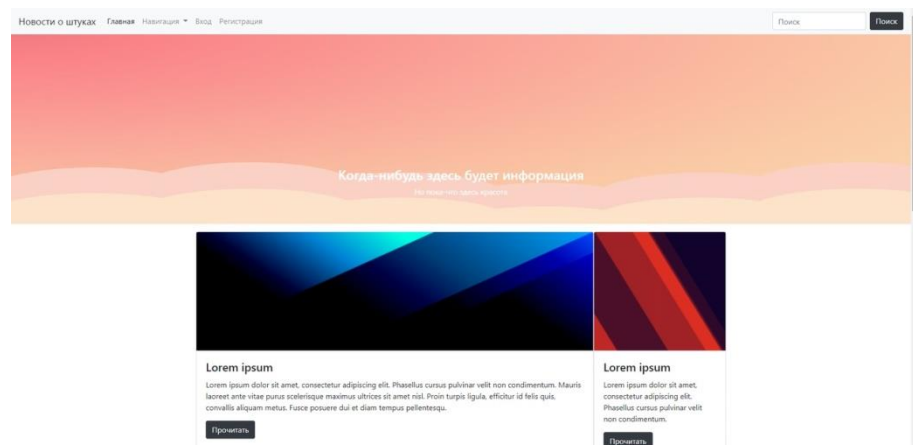 Новости о штуках Главная Навигация Вход Регистрация Поиск Поиск
Когда-нибудь здесь будет информация
Но пока-что здесь красота
Lorem ipsum
Lorem ipsum dolor sit amet, consectetur adipiscing elit. Phasellus cursus pulvinar velit non condimentum. Mauris
laoreet ante vitae purus scelerisque maximus ultrices sit amet nisl. Proin turpis ligula, efficitur id felis quis,
convallis aliquam metus. Fusce posuere dui et diam tempus pellentesqu.
Прочитать
Lorem ipsum
Lorem ipsum dolor sit amet,
consectetur adipiscing elit.
Phasellus cursus pulvinar velit
non condimentum.
Прочитать